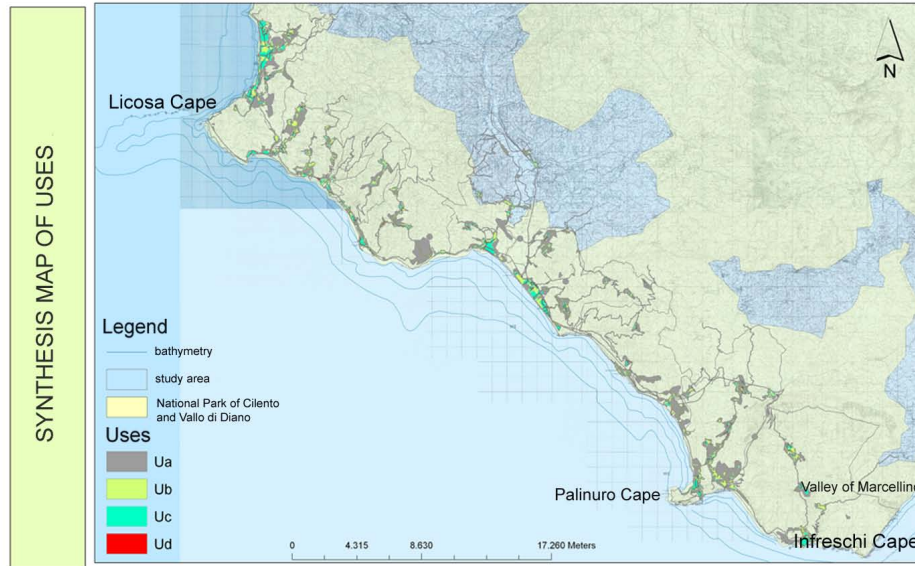 SYNTHESIS MAP OF USES
N
Licosa Cape
Legend
bathymetry
study area
National Park of Cilento
and Vallo di Diano
Uses
Ua
Ub
Uc
Ud
Palinuro Cape
Valley of Marcellino
Infreschi Cape
0 4.315 8.630 17.260 Meters